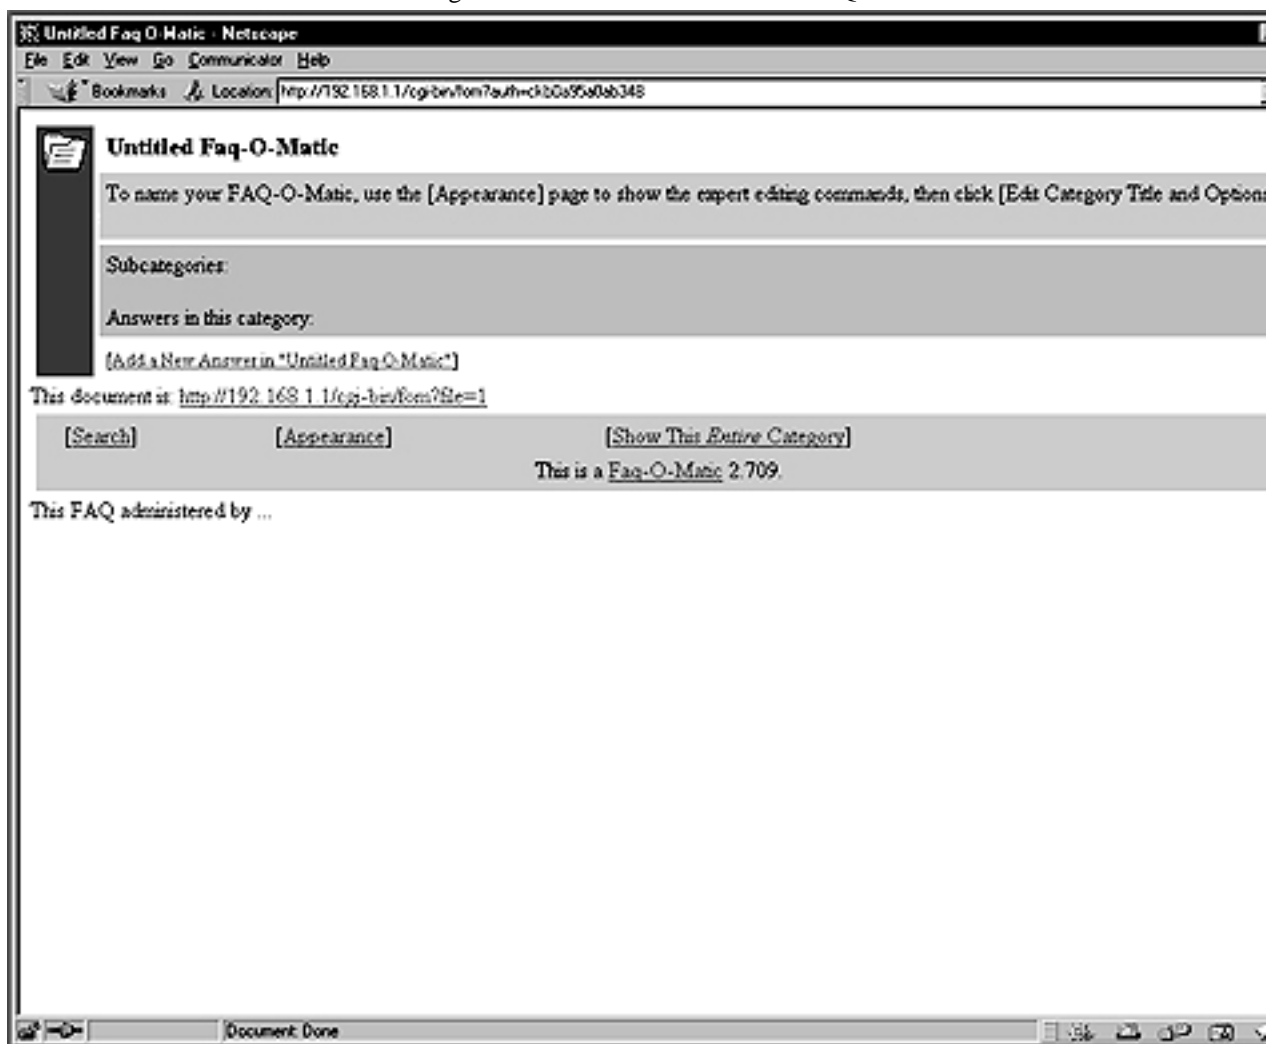 Untitled Faq-O-Matic - Netscape
File Edit View Go Communicator Help
Bookmarks Location: http://192.168.1.1/cgi-bin/fom?auth=
Untitled Faq-O-Matic
To name your FAQ-O-Matic, use the [Appearance] page to show the expert editing commands, then click [Edit Category Title and Options
Subcategories:
Answers in this category:
[Add a New Answer in "Untitled Faq-O-Matic"]
This document is: http://192.168.1.1/cgi-bin/fom?file=1
[Search] [Appearance] [Show This Entire Category]
This is a Faq-O-Matic 2.709.
This FAQ administered by ...
Document: Done